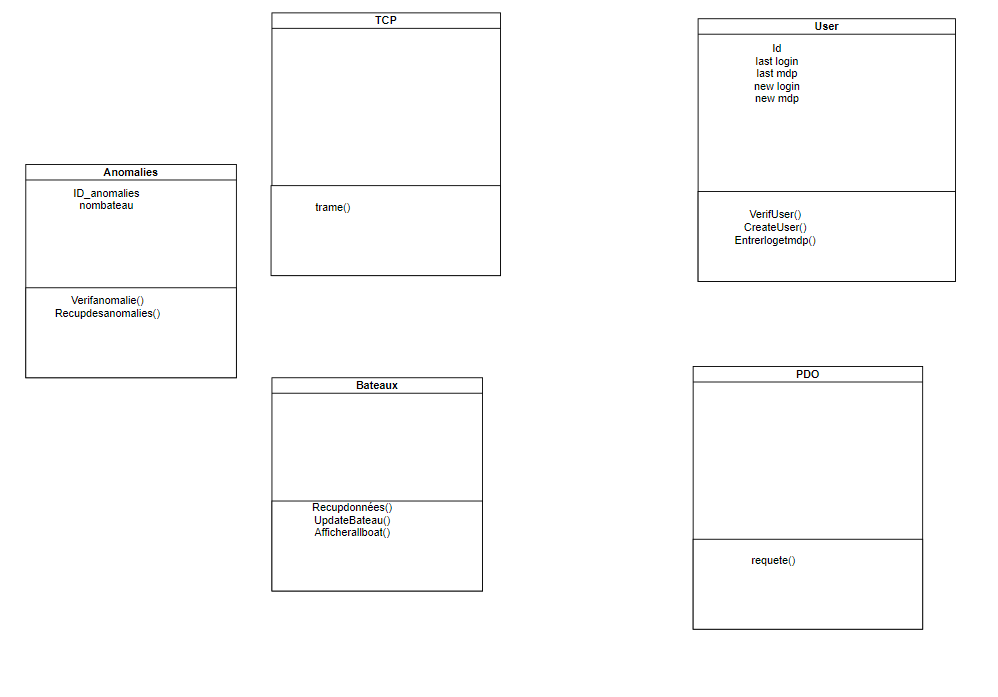 TCP
trame()
User
Id
last login
last mdp
new login
new mdp
VerifUser()
CreateUser()
Entrerlogetmdp()
Anomalies
ID_anomalies
nombateau
Verifanomalie()
Recupdesanomalies()
Bateaux
Recupdonnées()
UpdateBateau()
Afficherallboat()
PDO
requete()